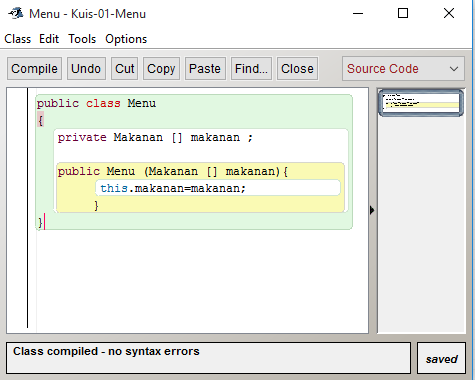 Menu - Kuis-01-Menu
Class Edit Tools Options
Compile Undo Cut Copy Paste Find... Close Source Code
public class Menu
{
private Makanan [] makanan ;
public Menu (Makanan [] makanan){
this.makanan=makanan;
}
}
Class compiled - no syntax errors
saved